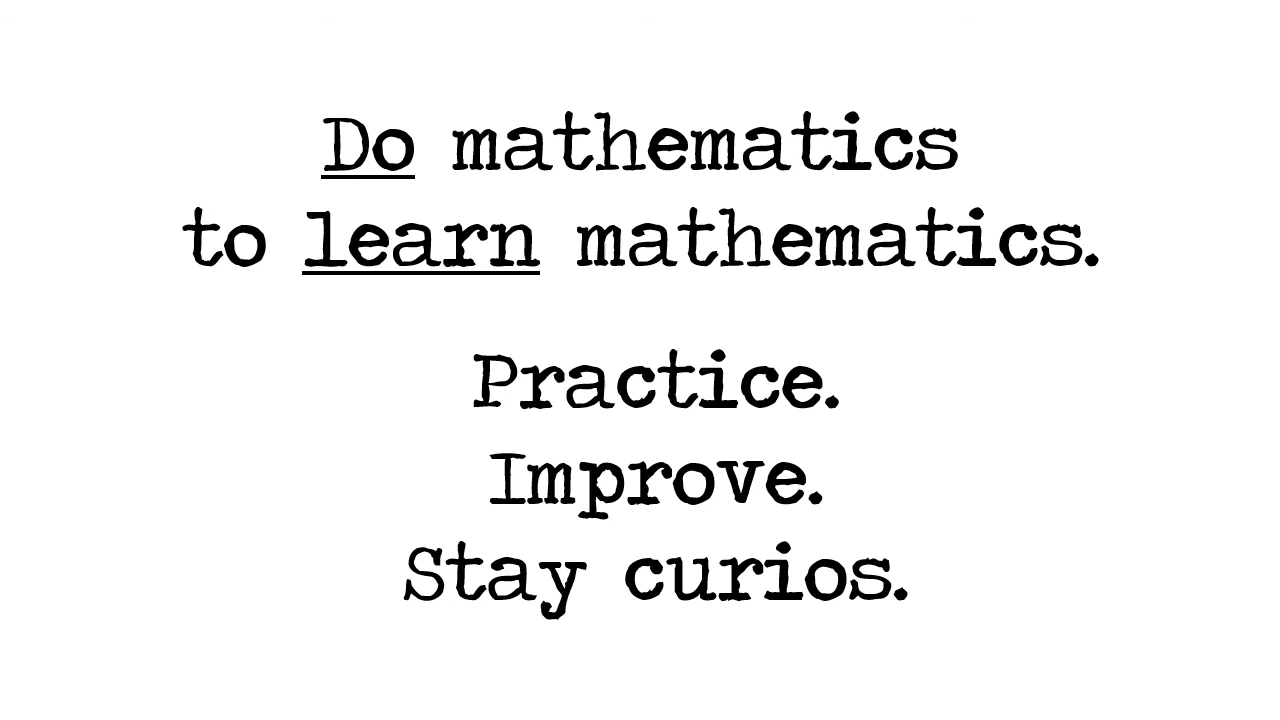 Do mathematics
to learn mathematics.
Practice.
Improve.
Stay curios.